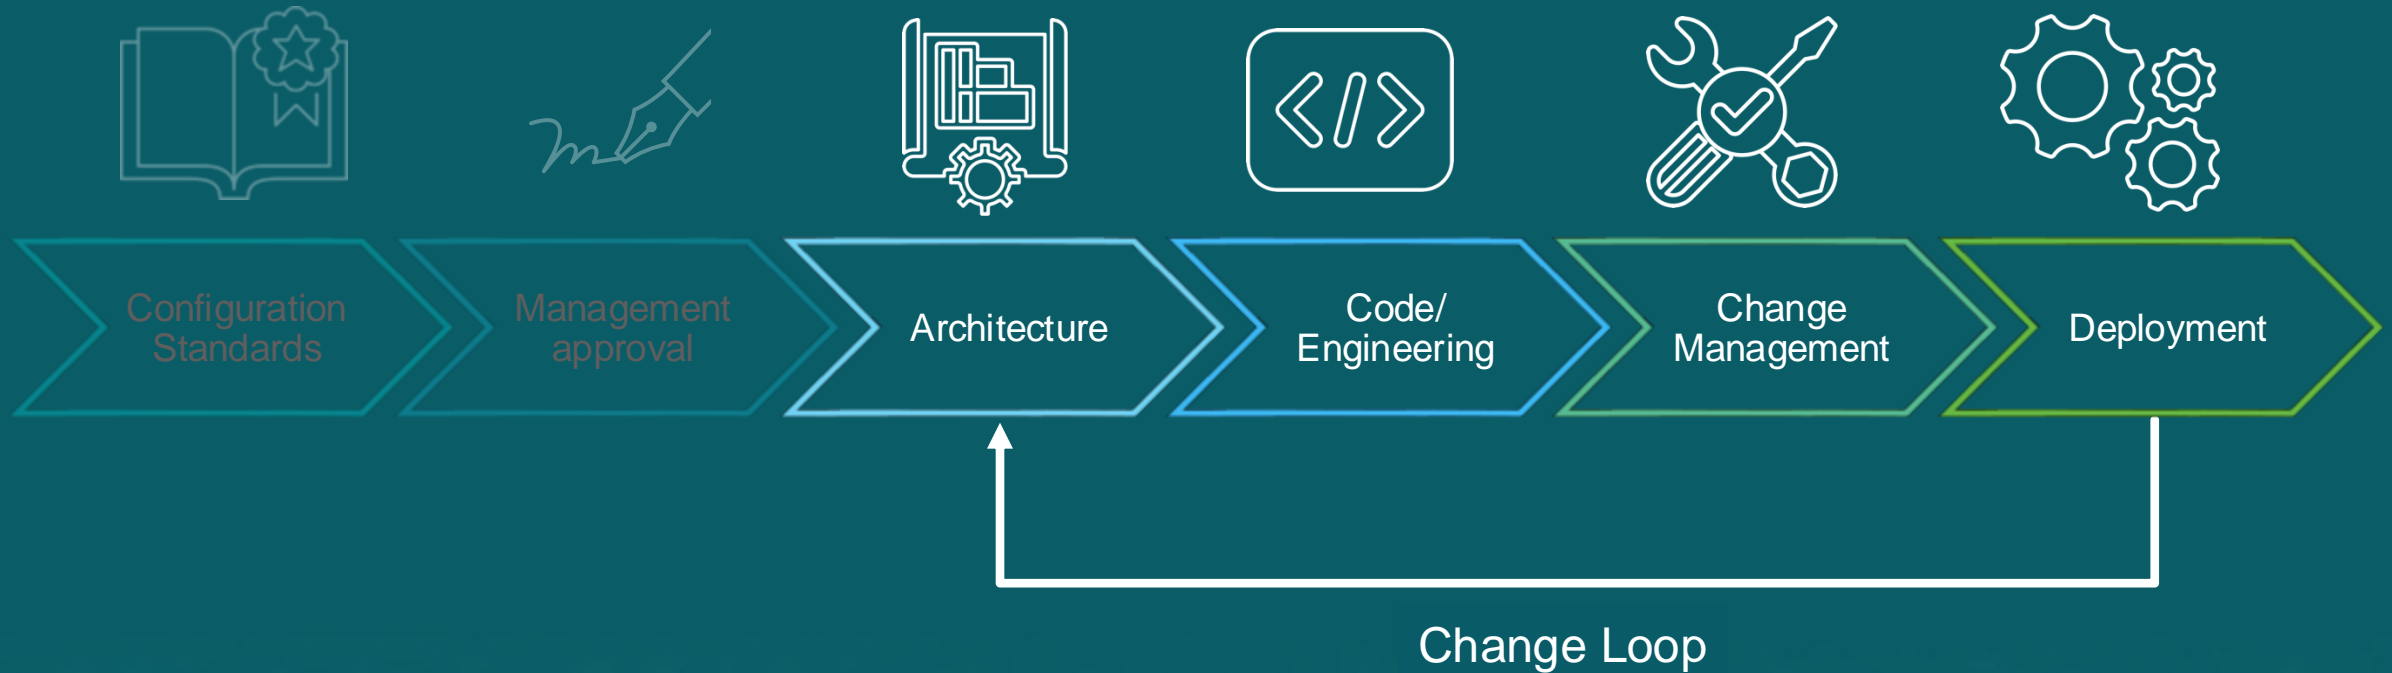 Configuration
Standards
Management
approval
Architecture
Code/
Engineering
Change
Management
Deployment
Change Loop